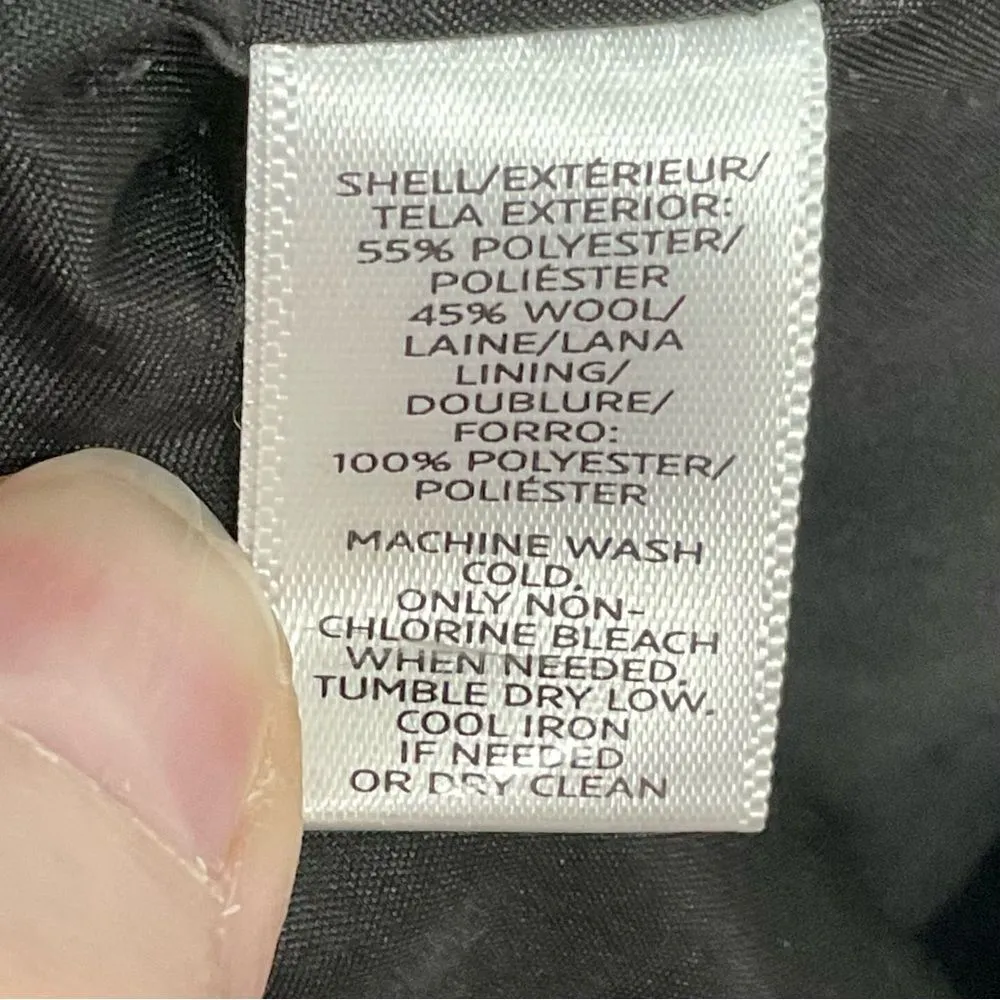 SHELL/EXTÉRIEUR/
TELA EXTERIOR:
55% POLYESTER/
POLIÉSTER
45% WOOL/
LAINE/LANA
LINING/
DOUBLURE/
FORRO:
100% POLYESTER/
POLIÉSTER
MACHINE WASH
COLD.
ONLY NON-
CHLORINE BLEACH
WHEN NEEDED.
TUMBLE DRY LOW.
COOL IRON
IF NEEDED
OR DRY CLEAN